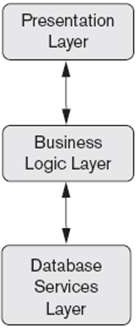 Presentation
Layer
Business
Logic Layer
Database
Services
Layer